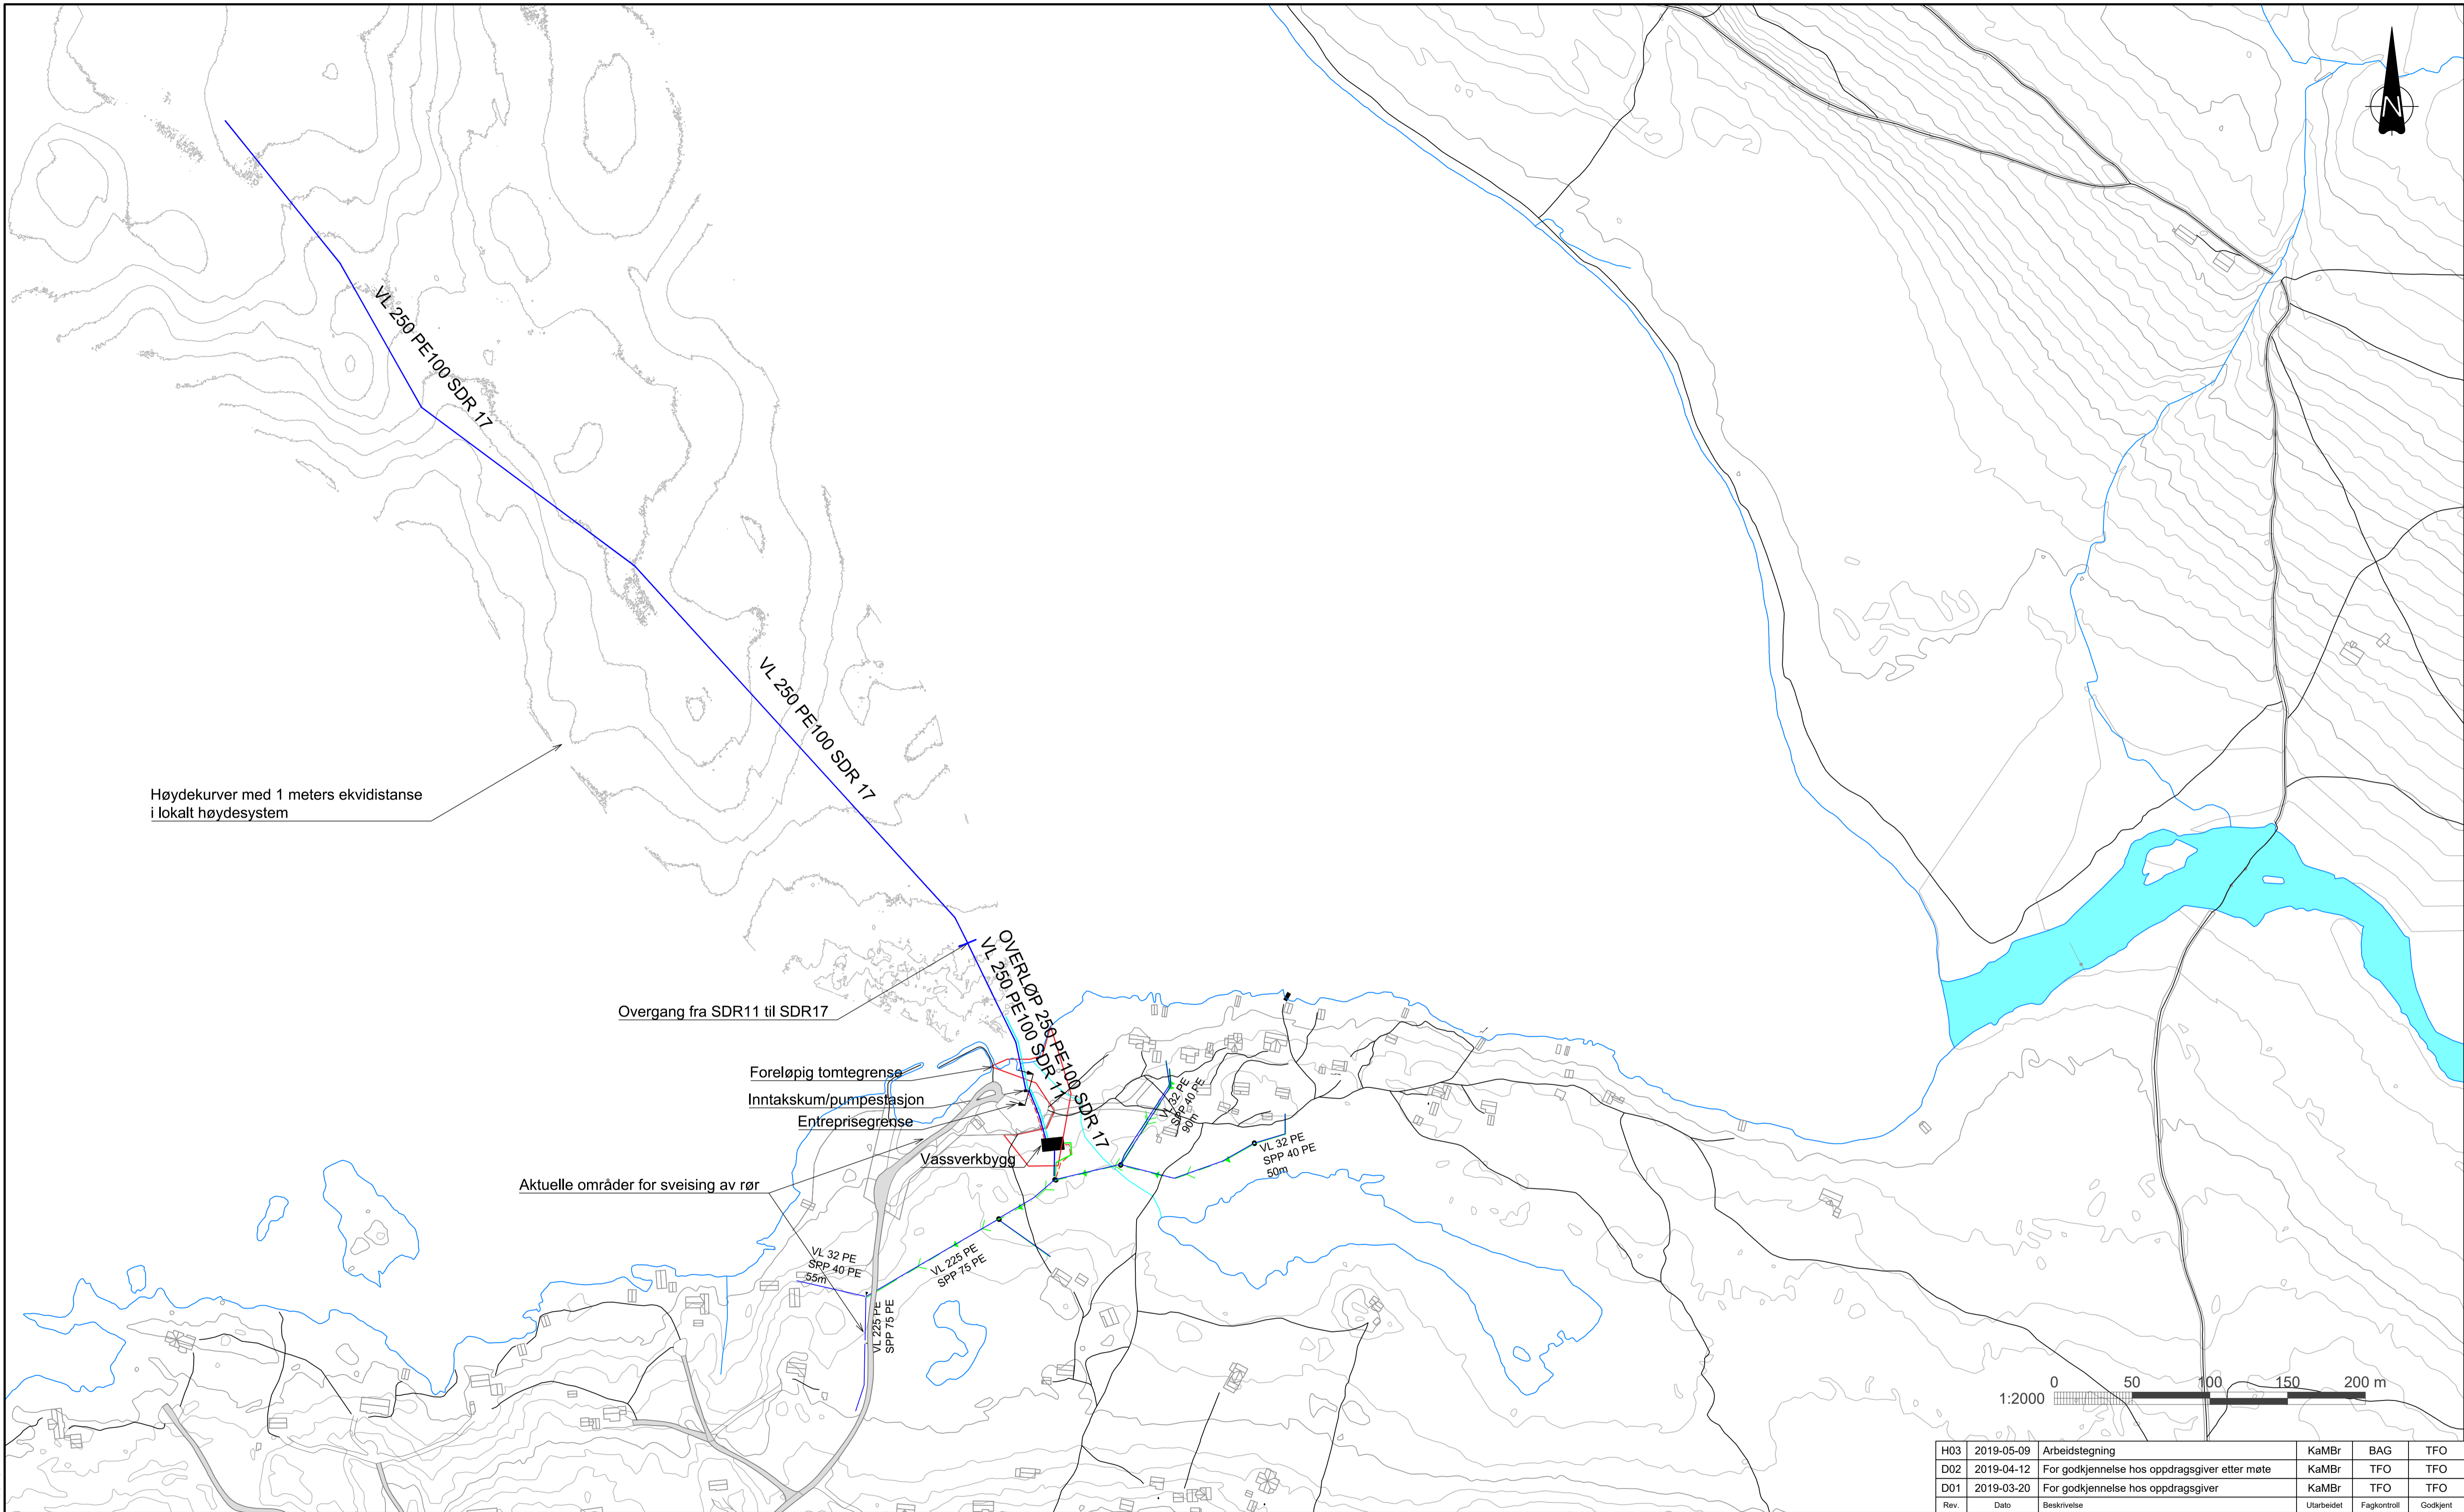 N
VL 250 PE100 SDR 17
VL 250 PE100 SDR 17
Høydekurver med 1 meters ekvidistanse
i lokalt høydesystem
OVERLØP 250 PE100 SDR 17
VL 250 PE100 SDR 11
Overgang fra SDR11 til SDR17
Foreløpig tomtegrense
Inntakskum/pumpestasjon
Entreprisegrense
Vassverkbygg
Aktuelle områder for sveising av rør
VL 32 PE
SPP 40 PE
90m
VL 32 PE
SPP 40 PE
50m
VL 32 PE
SPP 40 PE
55m
VL 225 PE
SPP 75 PE
VL 225 PE
SPP 75 PE
0 50 100 150 200 m
1:2000
H03 2019-05-09 Arbeidstegning KaMBr BAG TFO
D02 2019-04-12 For godkjennelse hos oppdragsgiver etter møte KaMBr TFO TFO
D01 2019-03-20 For godkjennelse hos oppdragsgiver KaMBr TFO TFO
Rev. Dato Beskrivelse Utarbeidet Fagkontroll Godkjent